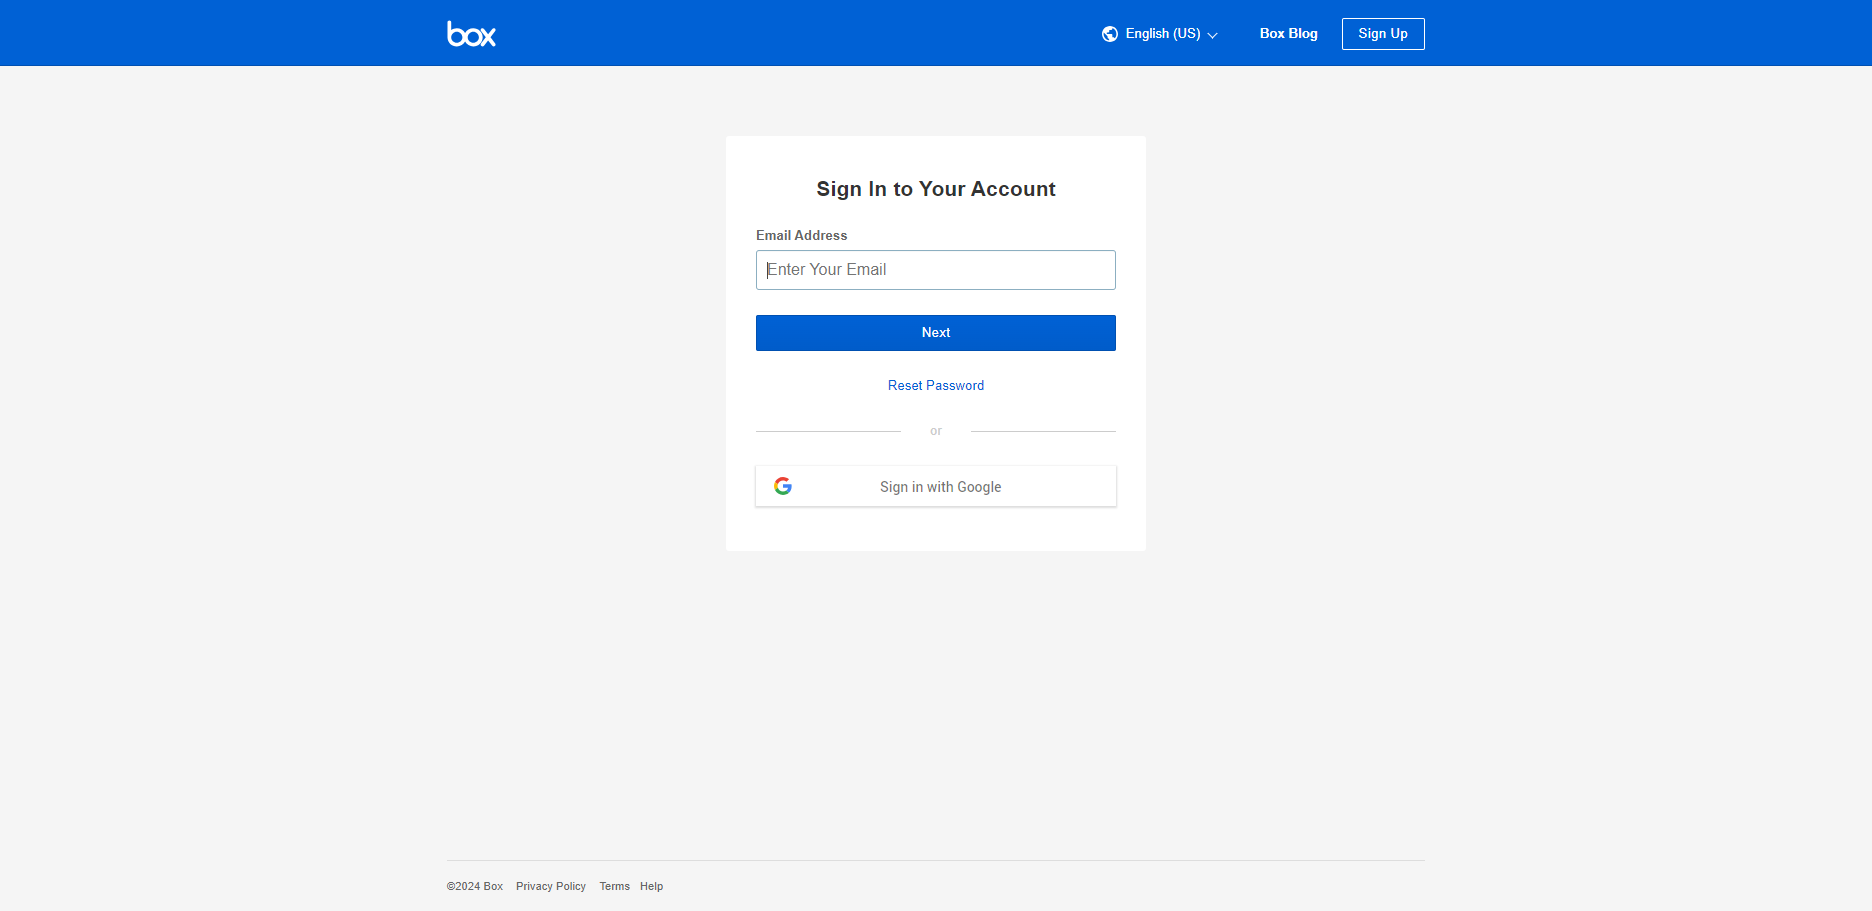 box
English (US)
Box Blog
Sign Up
Sign In to Your Account
Email Address
Enter Your Email
Next
Reset Password
or
Sign in with Google
©2024 Box Privacy Policy Terms Help